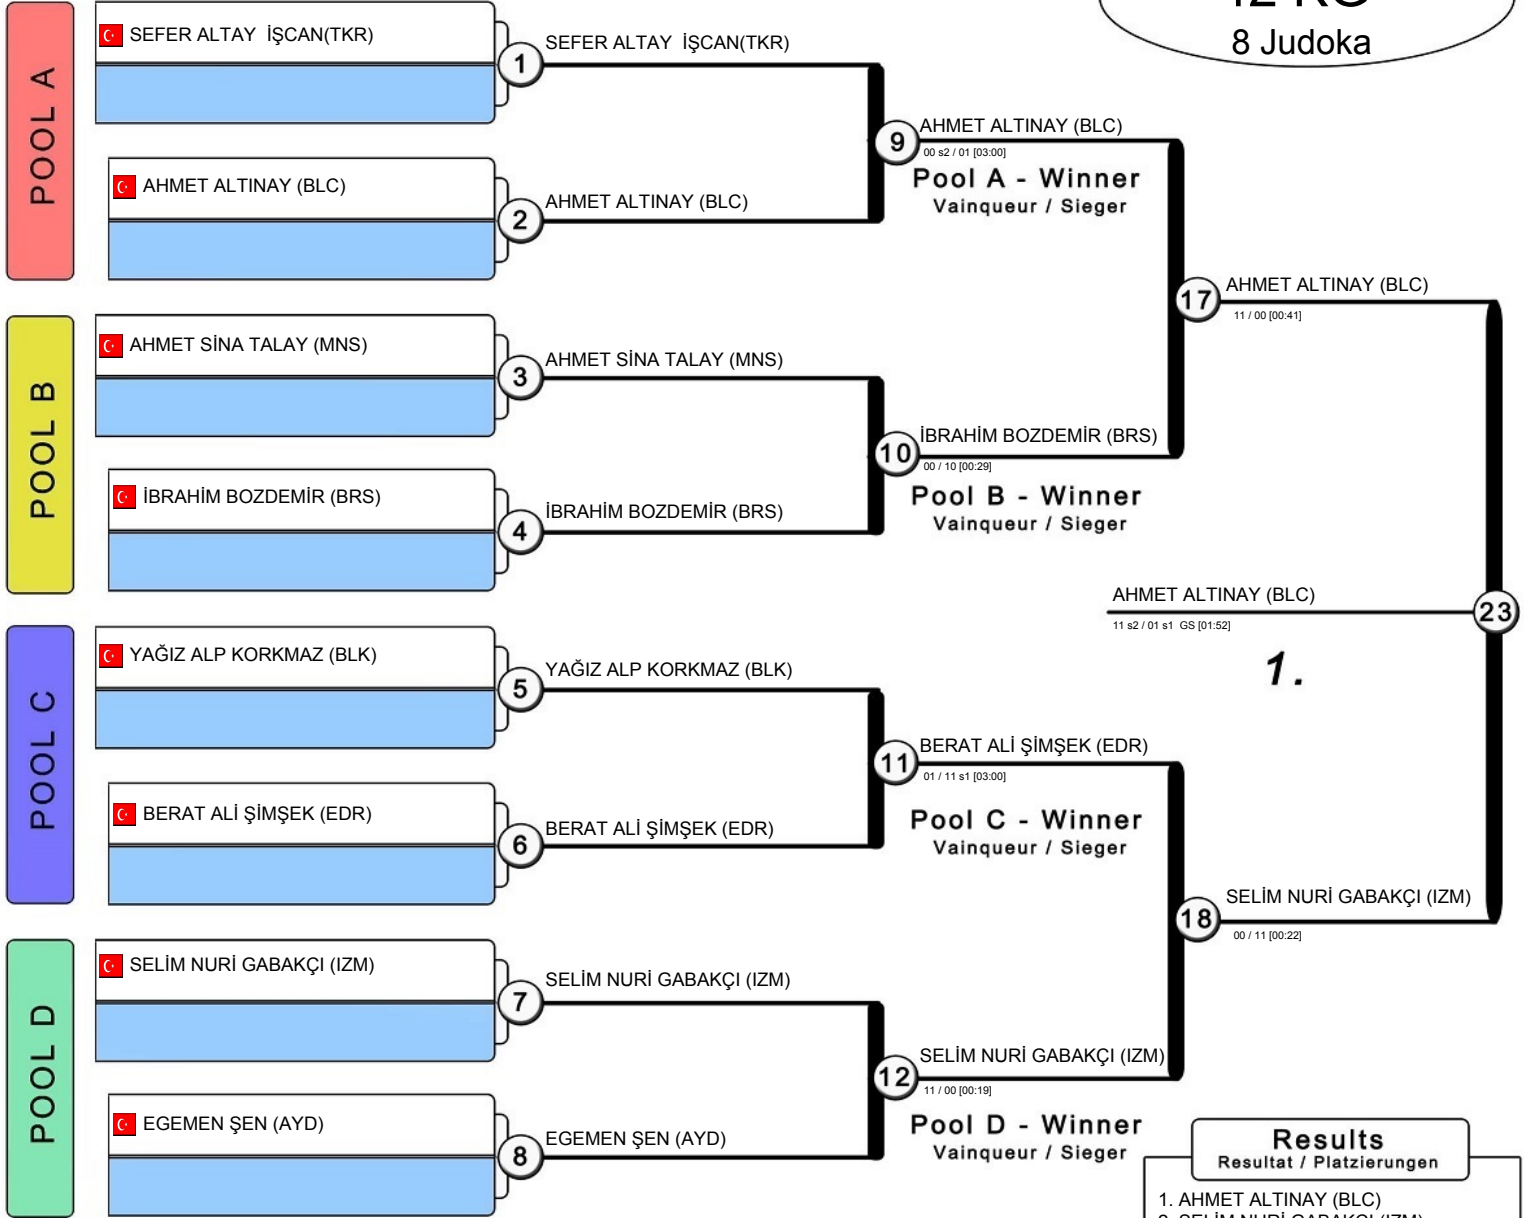 8 Judoka
POOL A
SEFER ALTAY  İŞCAN(TKR)
1
SEFER ALTAY  İŞCAN(TKR)
AHMET ALTINAY (BLC)
2
AHMET ALTINAY (BLC)
9
AHMET ALTINAY (BLC)
00 s2 / 01 [03:00]
Pool A - Winner
Vainqueur / Sieger
POOL B
AHMET SİNA TALAY (MNS)
3
AHMET SİNA TALAY (MNS)
İBRAHİM BOZDEMİR (BRS)
4
İBRAHİM BOZDEMİR (BRS)
10
İBRAHİM BOZDEMİR (BRS)
00 / 10 [00:29]
Pool B - Winner
Vainqueur / Sieger
17
AHMET ALTINAY (BLC)
11 / 00 [00:41]
POOL C
YAĞIZ ALP KORKMAZ (BLK)
5
YAĞIZ ALP KORKMAZ (BLK)
BERAT ALİ ŞİMŞEK (EDR)
6
BERAT ALİ ŞİMŞEK (EDR)
11
BERAT ALİ ŞİMŞEK (EDR)
01 / 11 s1 [03:00]
Pool C - Winner
Vainqueur / Sieger
POOL D
SELİM NURİ GABAKÇI (IZM)
7
SELİM NURİ GABAKÇI (IZM)
EGEMEN ŞEN (AYD)
8
EGEMEN ŞEN (AYD)
12
SELİM NURİ GABAKÇI (IZM)
11 / 00 [00:19]
Pool D - Winner
Vainqueur / Sieger
18
SELİM NURİ GABAKÇI (IZM)
00 / 11 [00:22]
AHMET ALTINAY (BLC)
23
11 s2 / 01 s1  GS [01:52]
1.
Results
Resultat / Platzierungen
1. AHMET ALTINAY (BLC)
2. SELİM NURİ GABAKÇI (IZM)